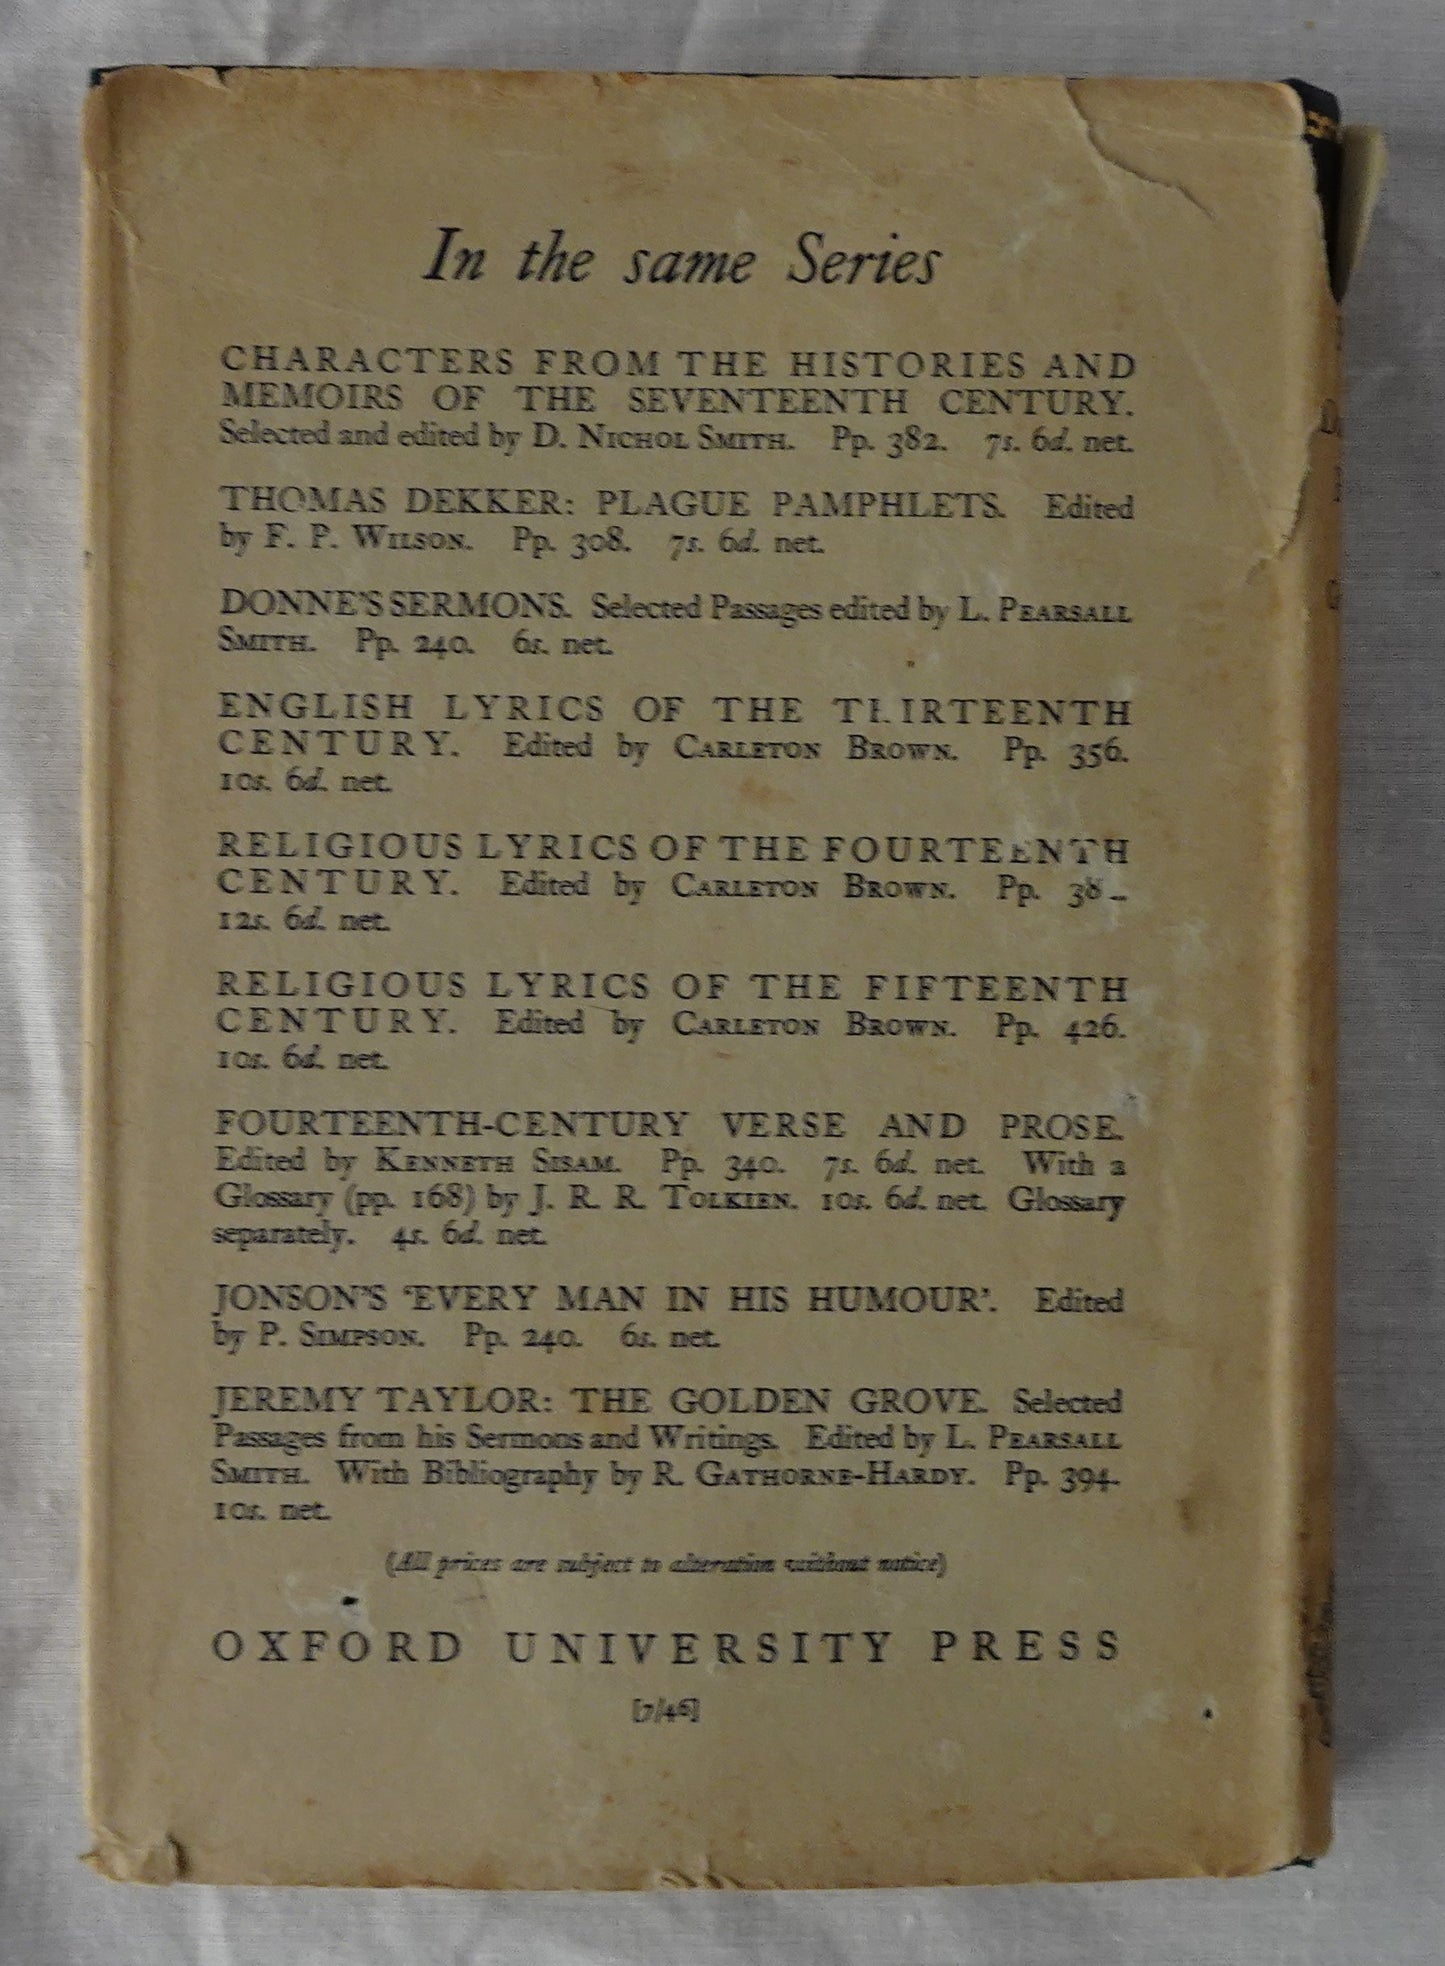 In the same Series
CHARACTERS FROM THE HISTORIES AND
MEMOIRS OF THE SEVENTEENTH CENTURY.
Selected and edited by D. NICHOL SMITH. Pp. 382. 7s. 6d. net.
THOMAS DEKKER: PLAGUE PAMPHLETS. Edited
by F. P. WILSON. Pp. 308. 7s. 6d. net.
DONNE'S SERMONS. Selected Passages edited by L. PEARSALL
SMITH. Pp. 240. 6s. net.
ENGLISH LYRICS OF THE THIRTEENTH
CENTURY. Edited by CARLETON BROWN. Pp. 356.
10s. 6d. net.
RELIGIOUS LYRICS OF THE FOURTEENTH
CENTURY. Edited by CARLETON BROWN. Pp.
12s. 6d. net.
RELIGIOUS LYRICS OF THE FIFTEENTH
CENTURY. Edited by CARLETON BROWN. Pp. 426.
10s. 6d. net.
FOURTEENTH-CENTURY VERSE AND PROSE.
Edited by KENNETH SISAM. Pp. 340. 7s. 6d. net. With a
Glossary (pp. 168) by J. R. R. TOLKIEN. 10s. 6d. net. Glossary
separately. 4s. 6d. net.
JONSON'S 'EVERY MAN IN HIS HUMOUR'. Edited
by P. SIMPSON. Pp. 240. 6s. net.
JEREMY TAYLOR: THE GOLDEN GROVE. Selected
Passages from his Sermons and Writings. Edited by L. PEARSALL
SMITH. With Bibliography by R. GATHORNE-HARDY. Pp. 394.
10s. net.
(All prices are subject to alteration without notice)
OXFORD UNIVERSITY PRESS
[7/46]